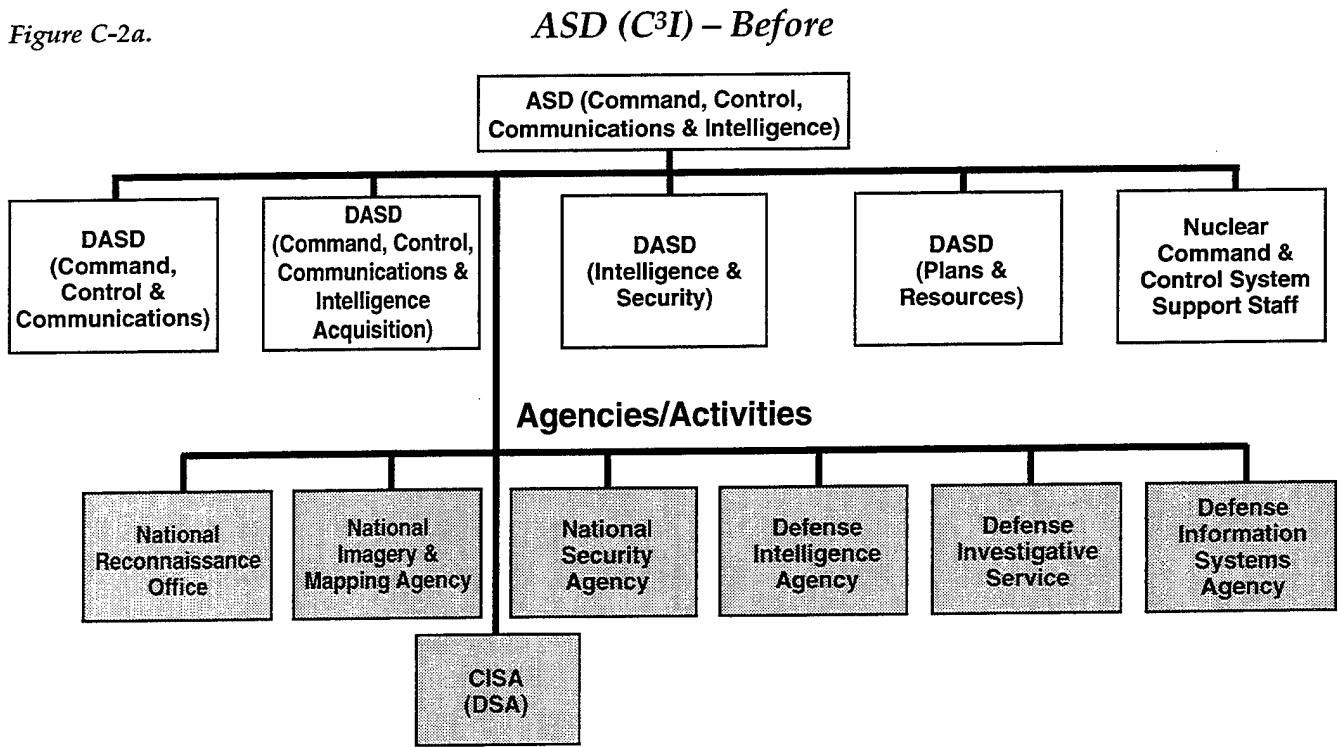 Figure C-2a.
ASD (C³I) – Before
ASD (Command, Control,
Communications & Intelligence)
DASD
(Command,
Control &
Communications)
DASD
(Command, Control,
Communications &
Intelligence
Acquisition)
DASD
(Intelligence &
Security)
DASD
(Plans &
Resources)
Nuclear
Command &
Control System
Support Staff
Agencies/Activities
National
Reconnaissance
Office
National
Imagery &
Mapping Agency
National
Security
Agency
Defense
Intelligence
Agency
Defense
Investigative
Service
Defense
Information
Systems
Agency
CISA
(DSA)